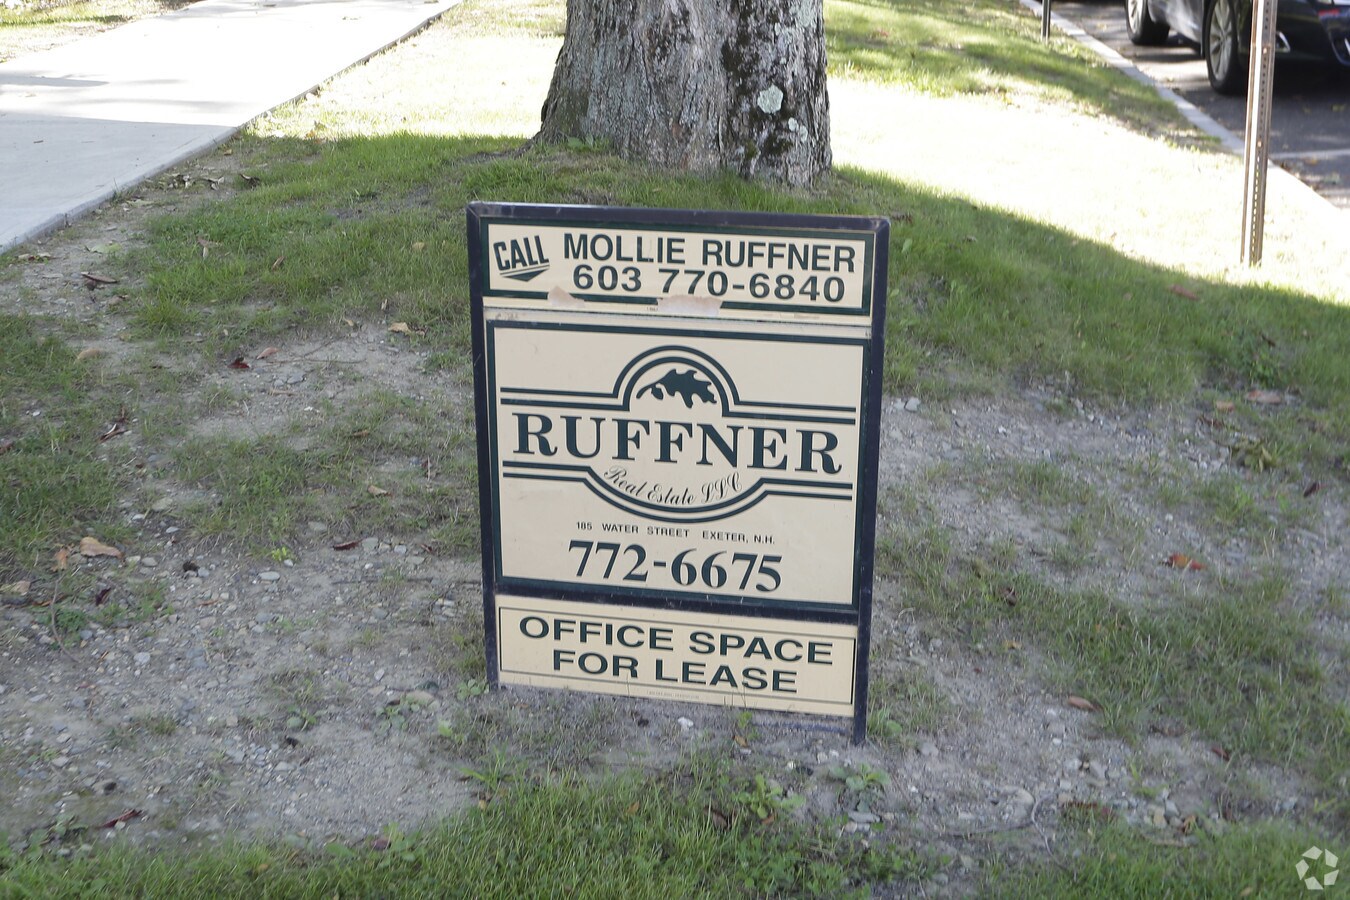 CALL MOLLIE RUFFNER
603 770-6840
RUFFNER
Real Estate LLC
185 WATER STREET EXETER, N.H.
772-6675
OFFICE SPACE
FOR LEASE